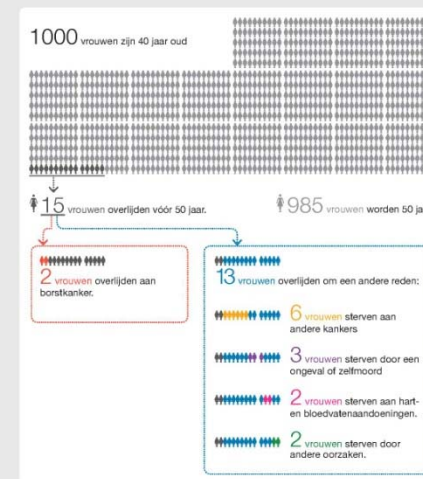 1000 vrouwen zijn 40 jaar oud
15 vrouwen overlijden vóór 50 jaar.
985 vrouwen worden 50 ja
2 vrouwen overlijden aan
borstkanker.
13 vrouwen overlijden om een andere reden:
6 vrouwen sterven aan
andere kankers
3 vrouwen sterven door een
ongeval of zelfmoord
2 vrouwen sterven aan hart-
en bloedvatenaandoeningen.
2 vrouwen sterven door
andere oorzaken.